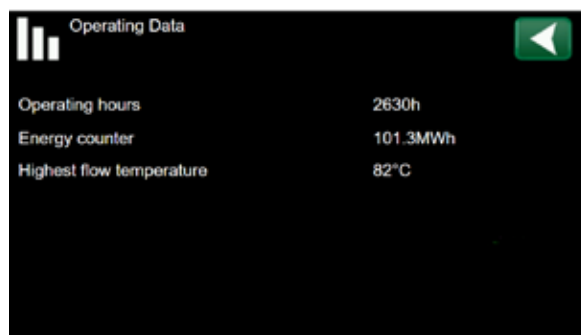 Operating Data
Operating hours 2630h
Energy counter 101.3MWh
Highest flow temperature 82°C